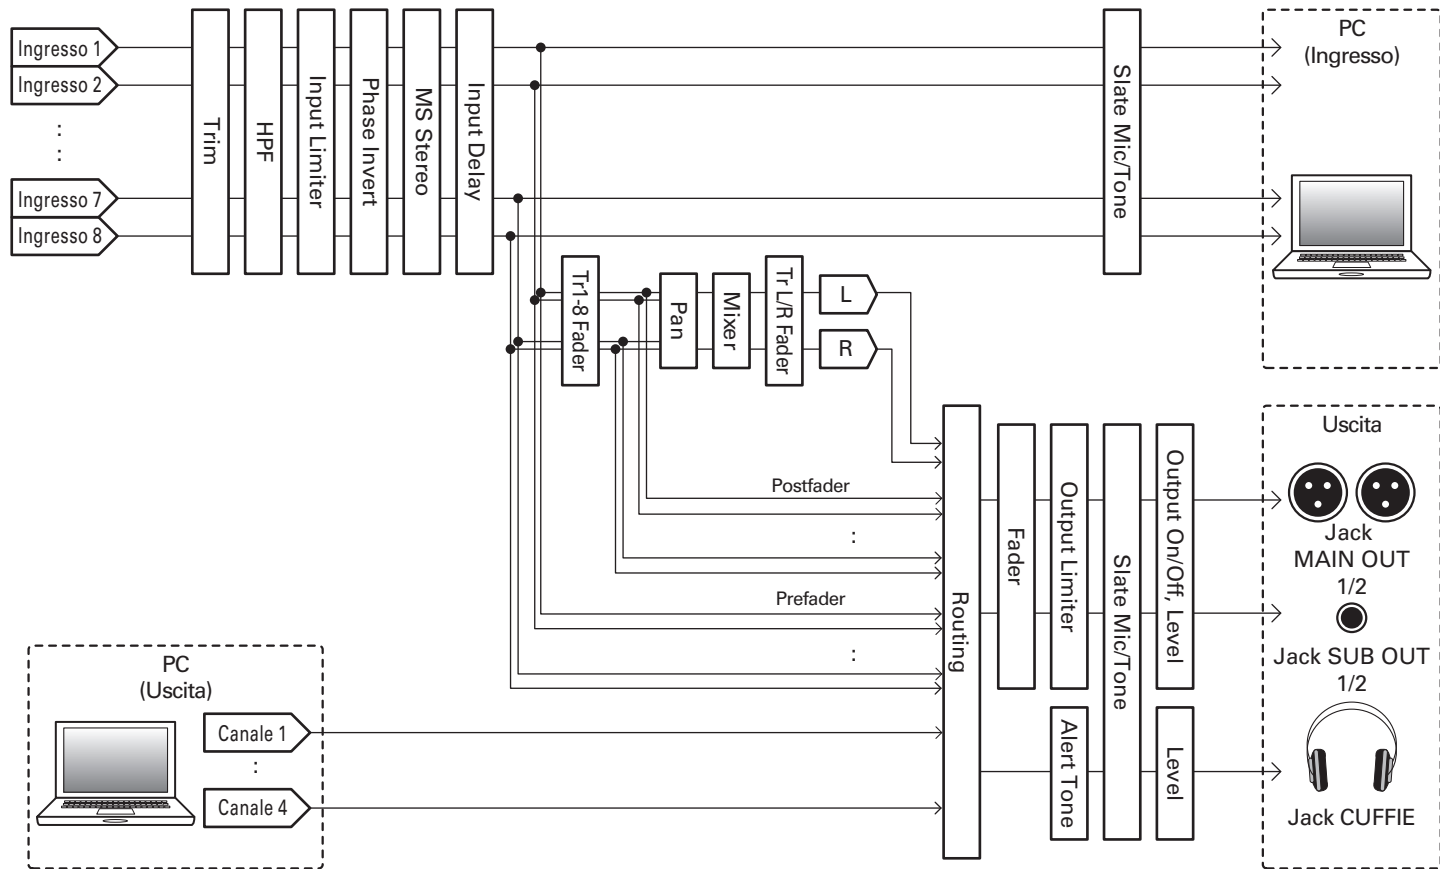 Ingresso 1
Ingresso 2
:
:
Ingresso 7
Ingresso 8
Trim
HPF
Input Limiter
Phase Invert
MS Stereo
Input Delay
Slate Mic/Tone
PC
(Ingresso)
Tr1-8 Fader
Pan
Mixer
Tr L/R Fader
L
R
Postfader
:
Prefader
:
Routing
Fader
Output Limiter
Slate Mic/Tone
Output On/Off, Level
Alert Tone
Level
Uscita
Jack
MAIN OUT
1/2
Jack SUB OUT
1/2
Jack CUFFIE
PC
(Uscita)
Canale 1
:
Canale 4